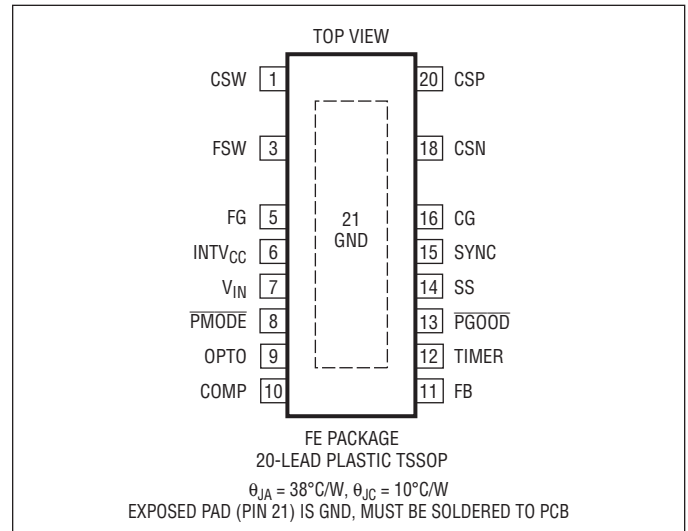 TOP VIEW
CSW 1 20 CSP
FSW 3 18 CSN
FG 5 16 CG
INTVCC 6 15 SYNC
VIN 7 14 SS
PMODE 8 13 PGOOD
OPTO 9 12 TIMER
COMP 10 11 FB
21
GND
FE PACKAGE
20-LEAD PLASTIC TSSOP
θJA = 38°C/W, θJC = 10°C/W
EXPOSED PAD (PIN 21) IS GND, MUST BE SOLDERED TO PCB